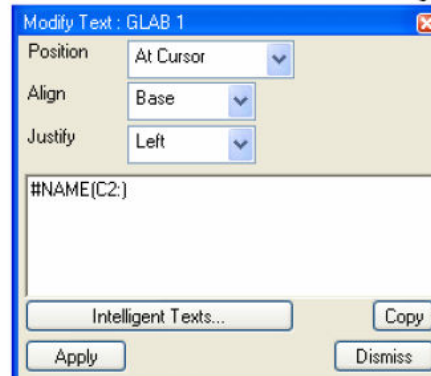 Modify Text : GLAB 1
Position At Cursor
Align Base
Justify Left
#NAME(C2:)
Intelligent Texts... Copy
Apply Dismiss